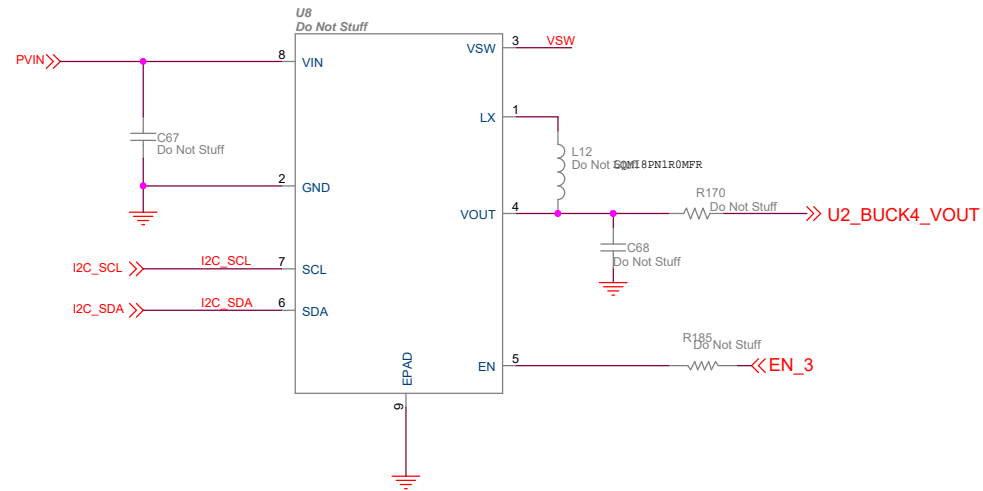 U8
Do Not Stuff
PVIN
8
VIN
VSW
3
VSW
C67
Do Not Stuff
LX
1
L12
Do Not Stuff
LQM18PN1R0MFR
2
GND
VOUT
4
R170
Do Not Stuff
U2_BUCK4_VOUT
C68
Do Not Stuff
I2C_SCL
I2C_SCL
7
SCL
I2C_SDA
I2C_SDA
6
SDA
EN
5
R185
Do Not Stuff
EN_3
EPAD
9